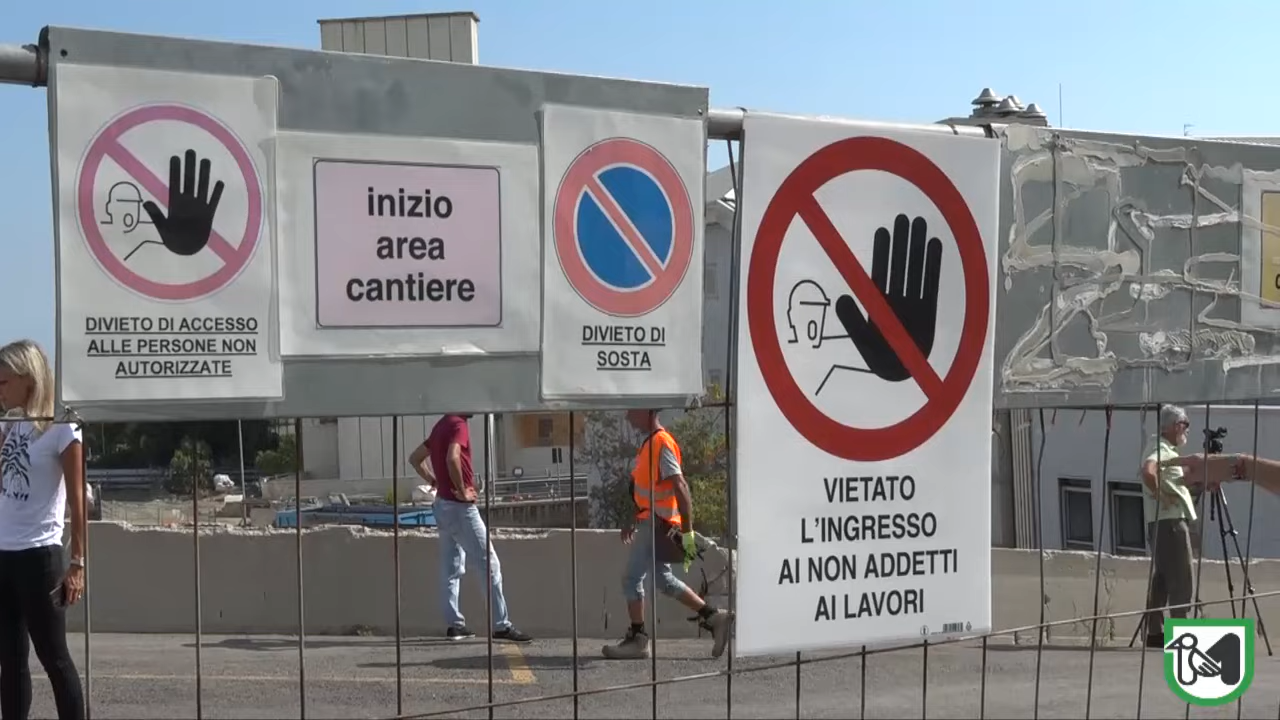 DIVIETO DI ACCESSO
ALLE PERSONE NON
AUTORIZZATE
inizio
area
cantiere
DIVIETO DI
SOSTA
VIETATO
L'INGRESSO
AI NON ADDETTI
AI LAVORI